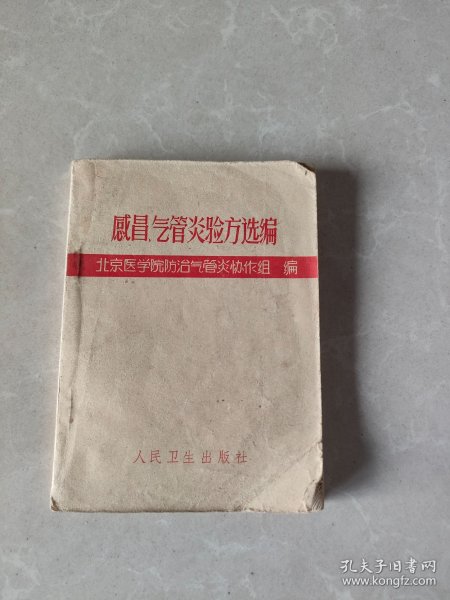 感冒、气管炎验方选编
北京医学院防治气管炎协作组 编
人民卫生出版社
孔夫子旧书网
www.kongfz.com